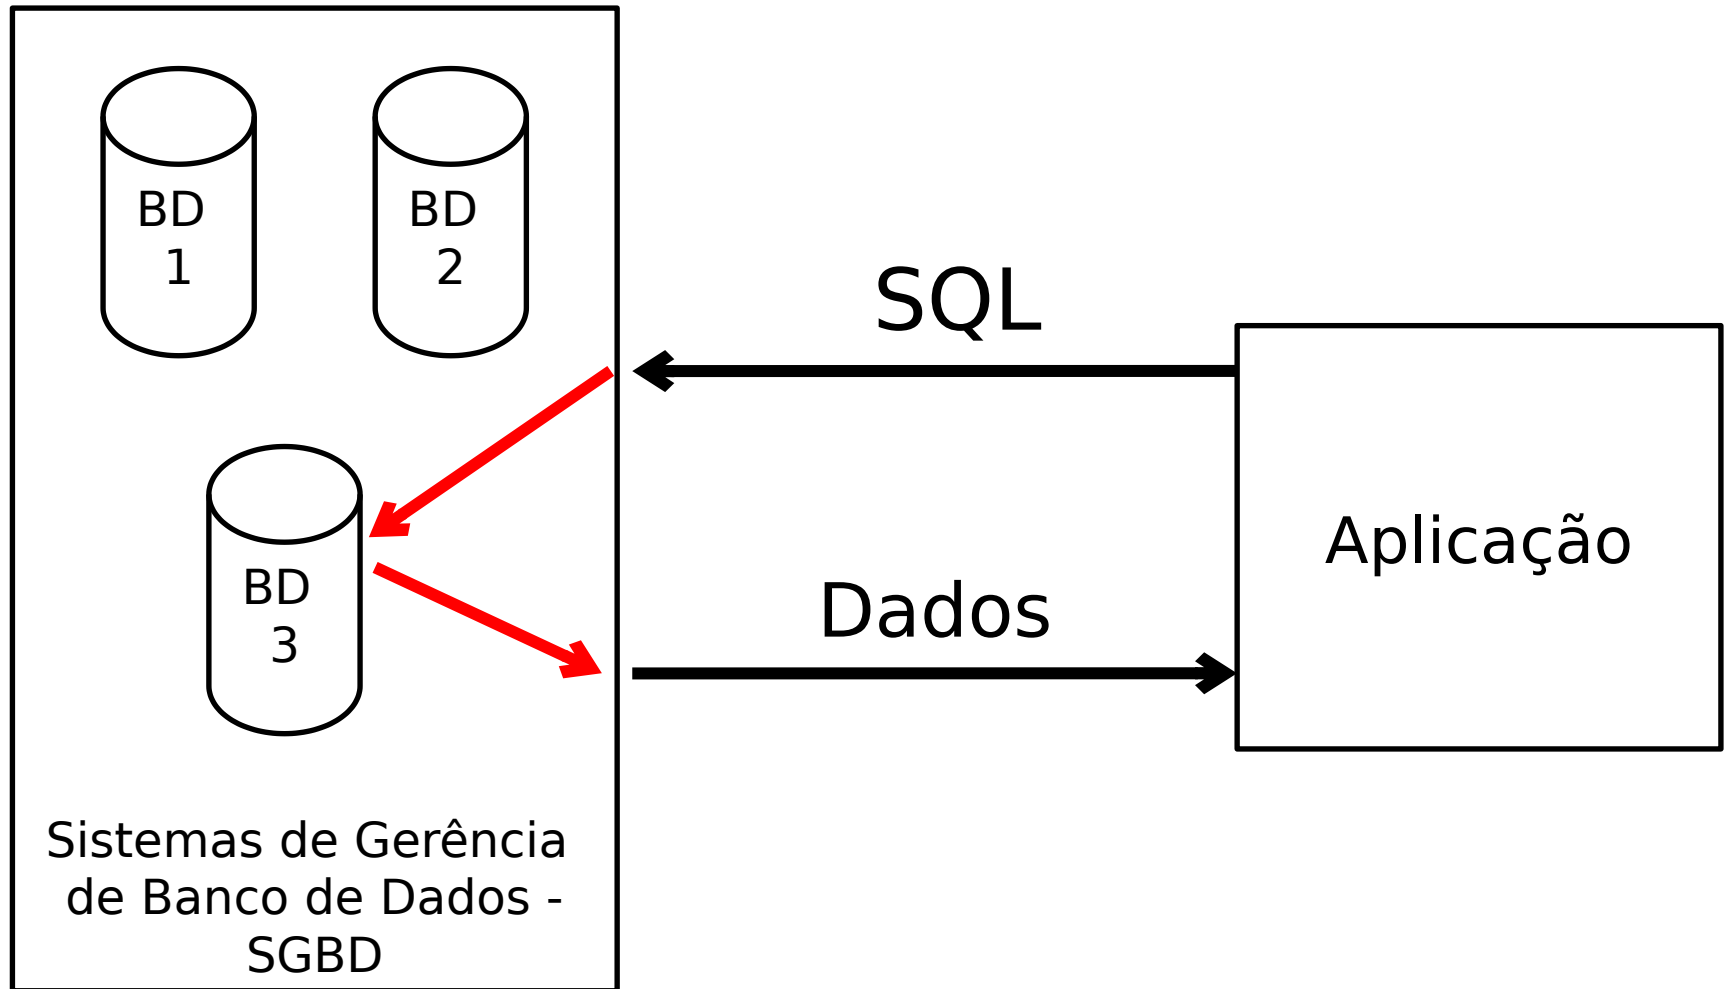 BD
1
BD
2
SQL
BD
3
Dados
Aplicação
Sistemas de Gerência
de Banco de Dados -
SGBD